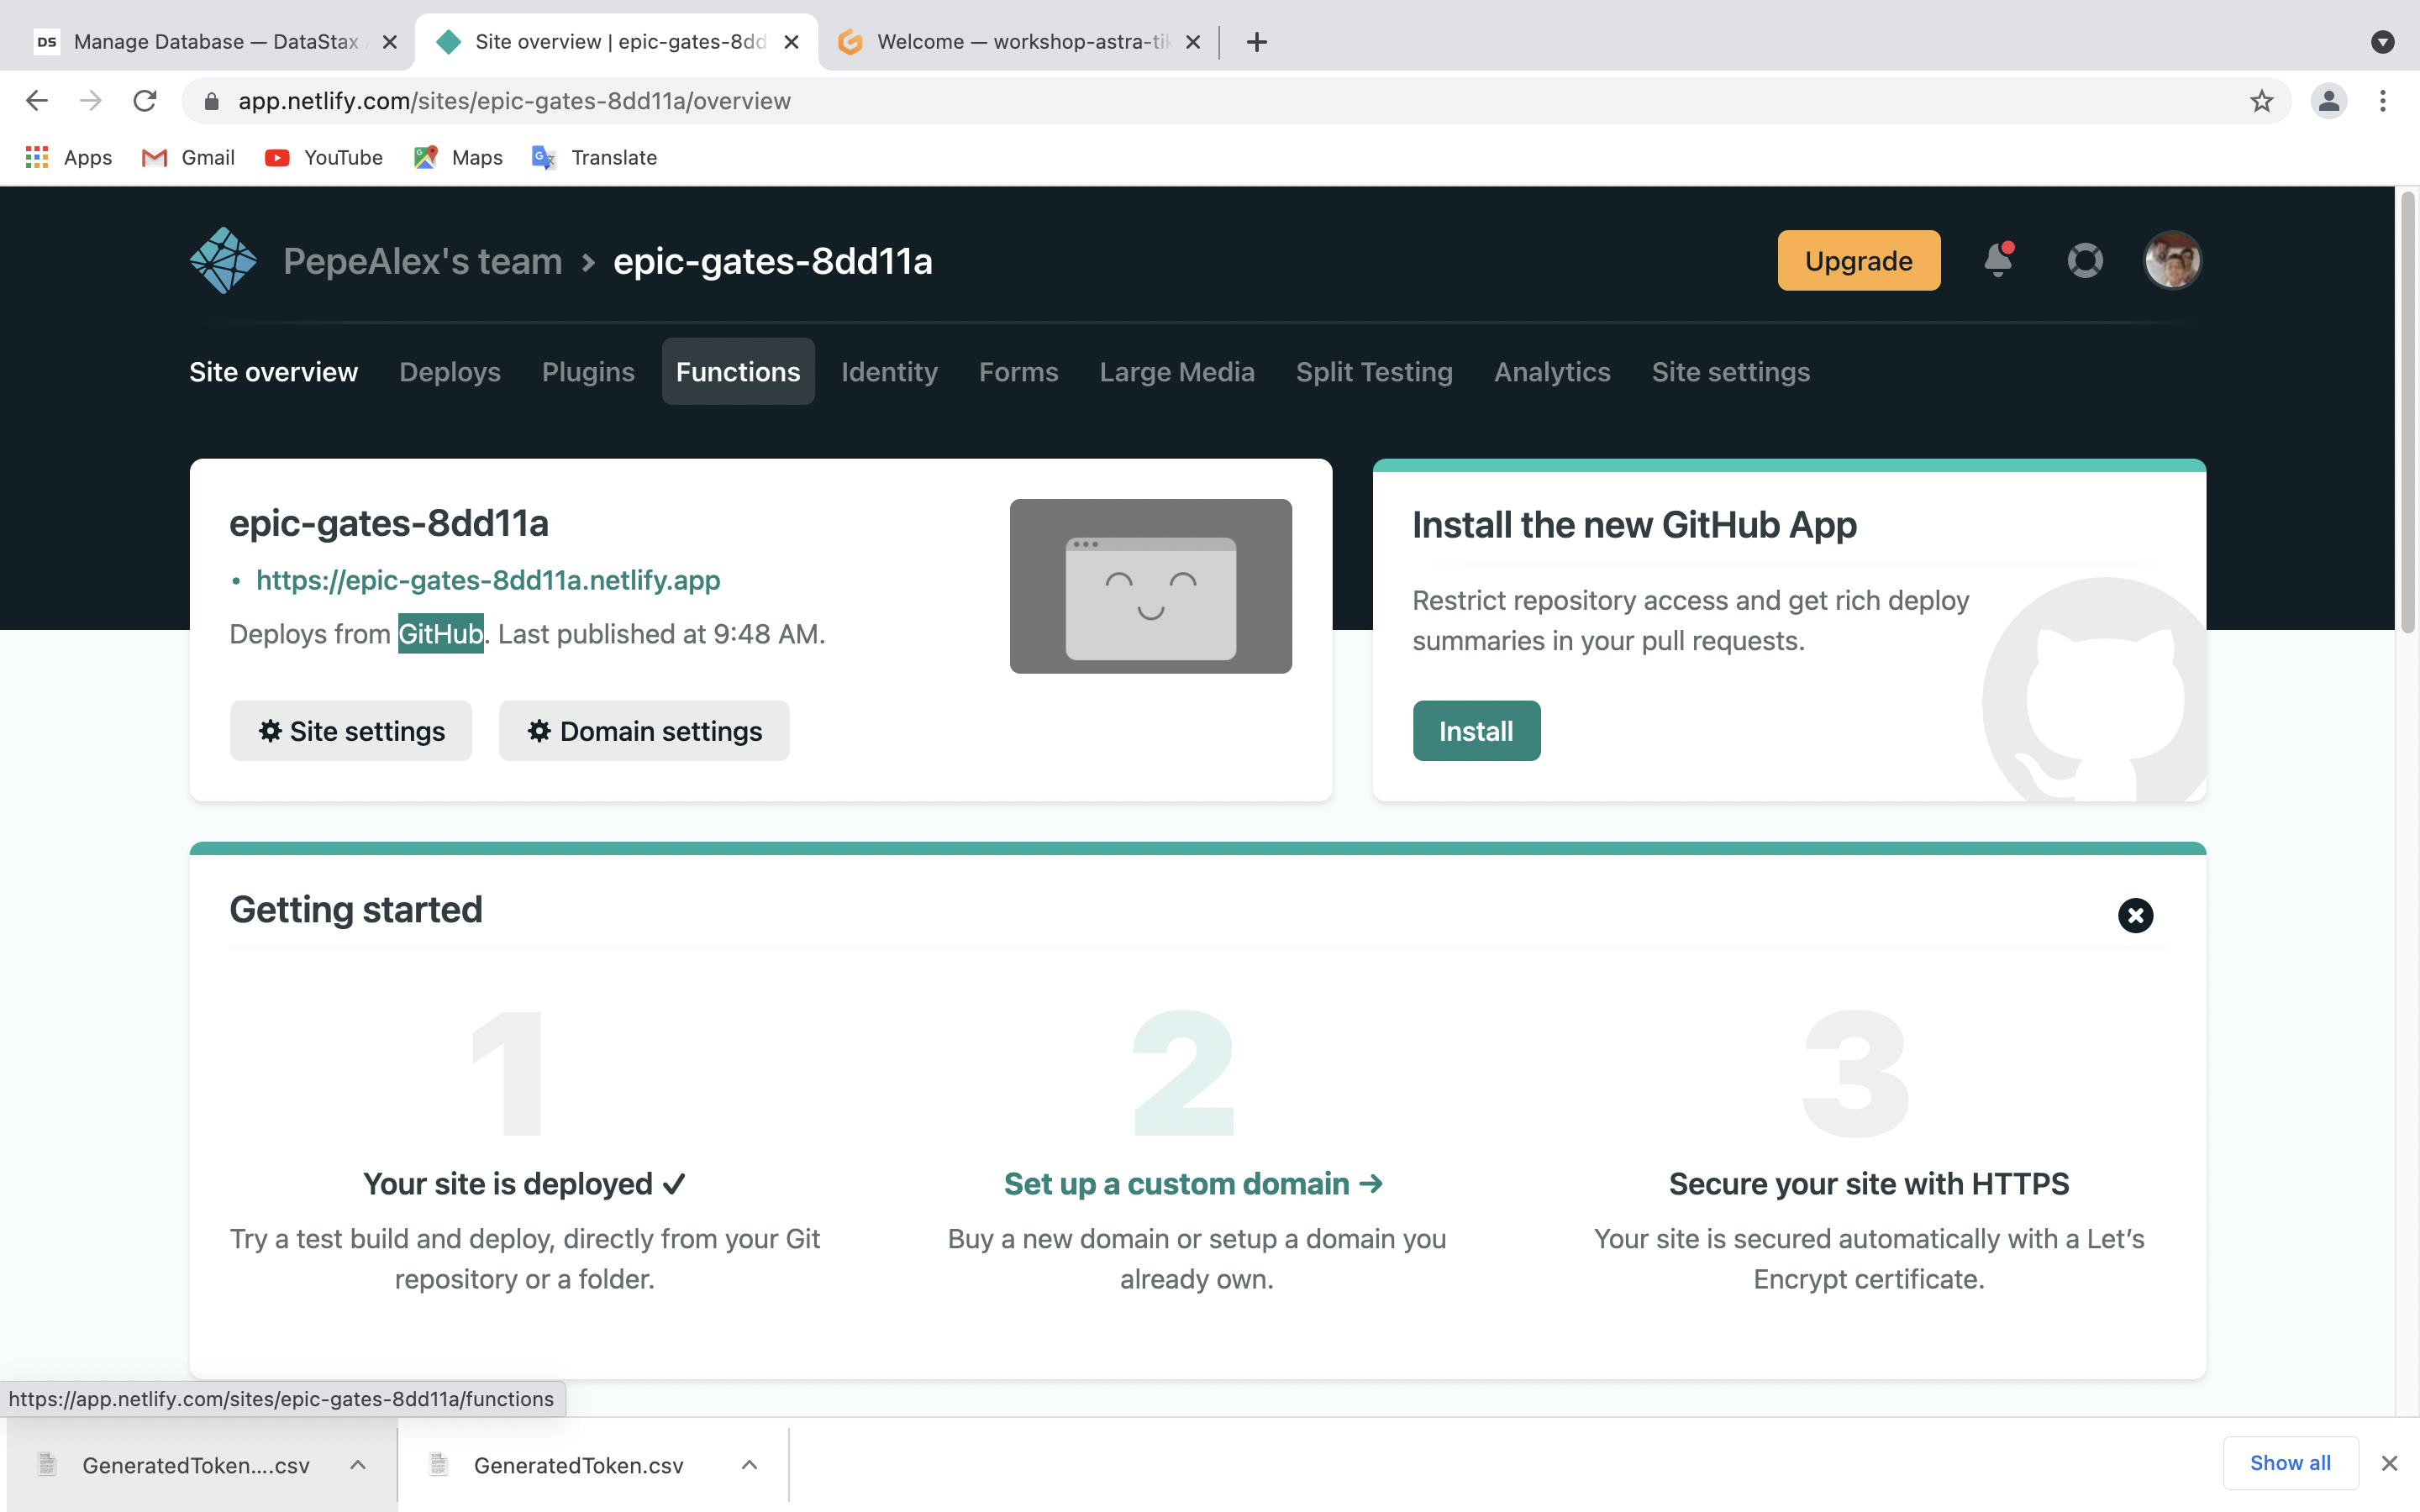 DS Manage Database — DataStax
Site overview | epic-gates-8dd
Welcome — workshop-astra-tik
app.netlify.com/sites/epic-gates-8dd11a/overview
Apps Gmail YouTube Maps Translate
PepeAlex's team > epic-gates-8dd11a
Upgrade
Site overview Deploys Plugins Functions Identity Forms Large Media Split Testing Analytics Site settings
epic-gates-8dd11a
• https://epic-gates-8dd11a.netlify.app
Deploys from GitHub. Last published at 9:48 AM.
Site settings Domain settings
Install the new GitHub App
Restrict repository access and get rich deploy
summaries in your pull requests.
Install
Getting started
1
Your site is deployed ✓
Try a test build and deploy, directly from your Git
repository or a folder.
2
Set up a custom domain →
Buy a new domain or setup a domain you
already own.
3
Secure your site with HTTPS
Your site is secured automatically with a Let’s
Encrypt certificate.
https://app.netlify.com/sites/epic-gates-8dd11a/functions
GeneratedToken....csv
GeneratedToken.csv
Show all